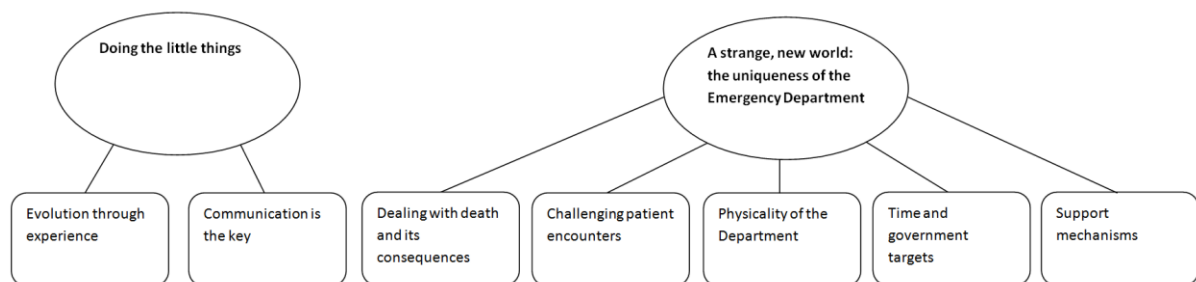 Doing the little things
A strange, new world:
the uniqueness of the
Emergency Department
Evolution through
experience
Communication is
the key
Dealing with death
and its
consequences
Challenging patient
encounters
Physicality of the
Department
Time and
government
targets
Support
mechanisms